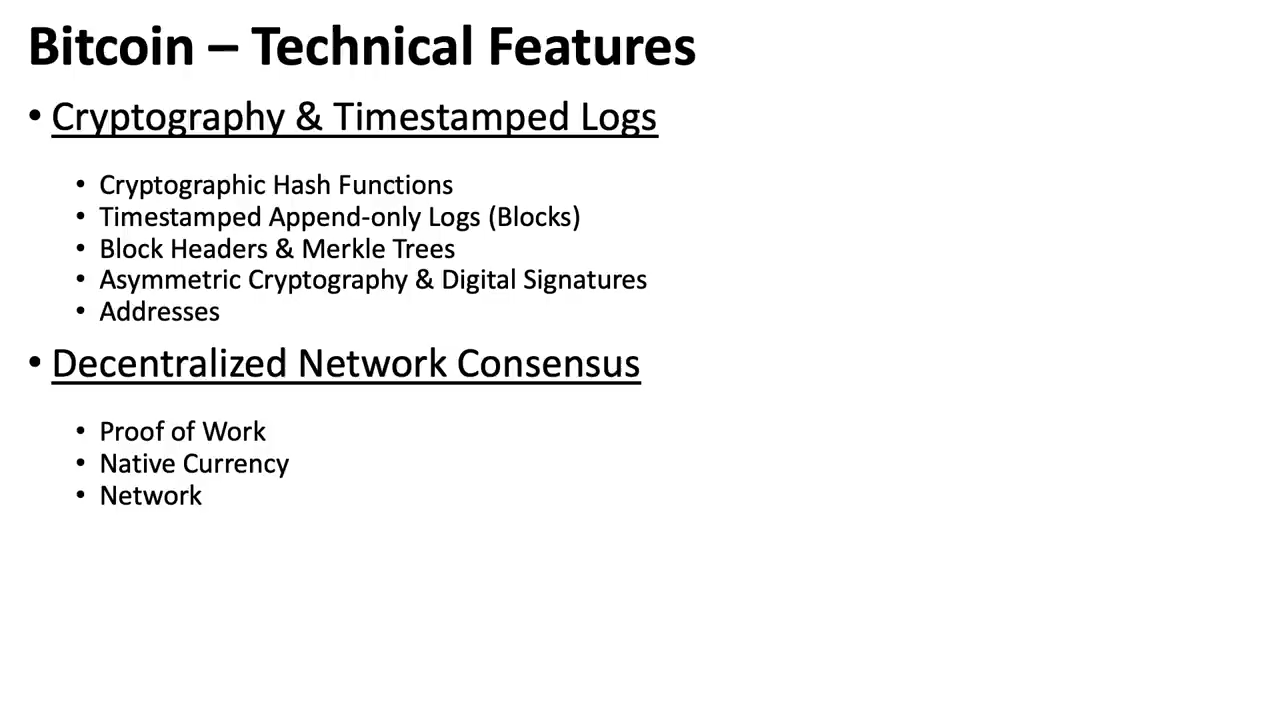 Bitcoin – Technical Features
• Cryptography & Timestamped Logs
• Cryptographic Hash Functions
• Timestamped Append-only Logs (Blocks)
• Block Headers & Merkle Trees
• Asymmetric Cryptography & Digital Signatures
• Addresses
• Decentralized Network Consensus
• Proof of Work
• Native Currency
• Network